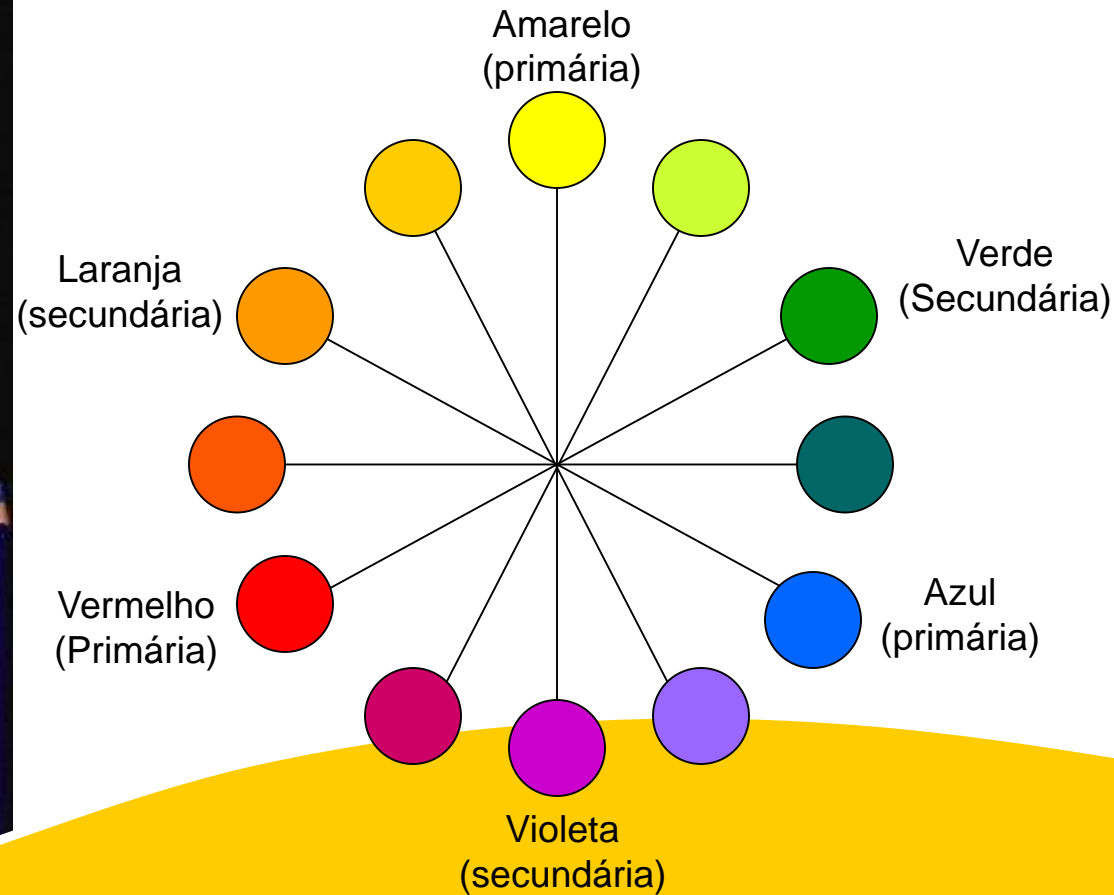 Amarelo
(primária)
Laranja
(secundária)
Verde
(Secundária)
Vermelho
(Primária)
Azul
(primária)
Violeta
(secundária)